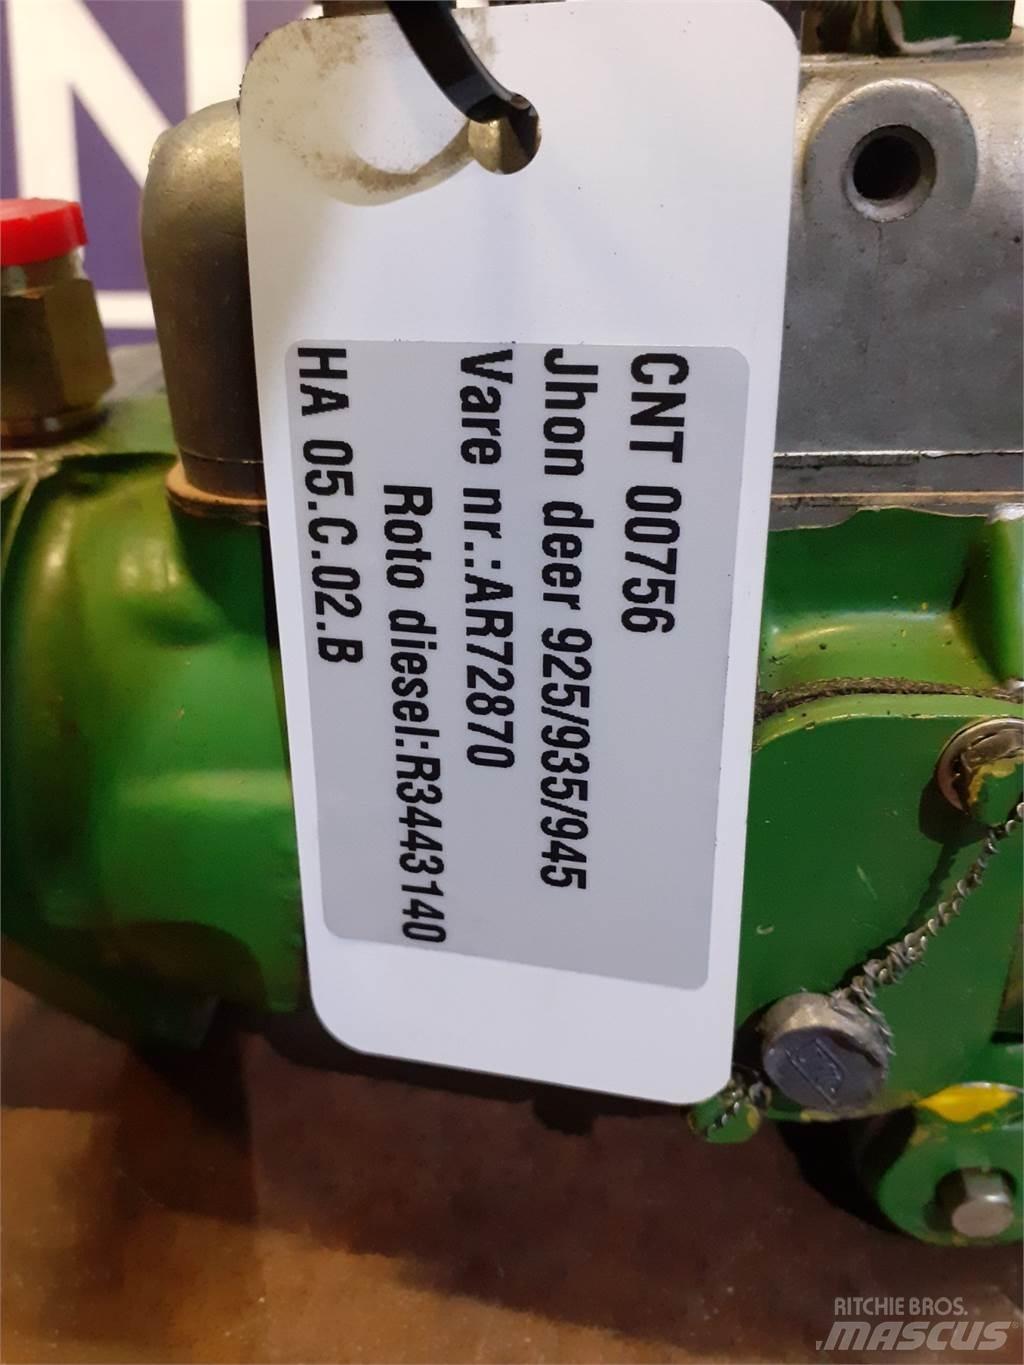 CNT 00756
Jhon deer 925/935/945
Vare nr.:AR72870
Roto diesel:R3443140
HA 05.C.02.B
RITCHIE BROS.
MASCUS